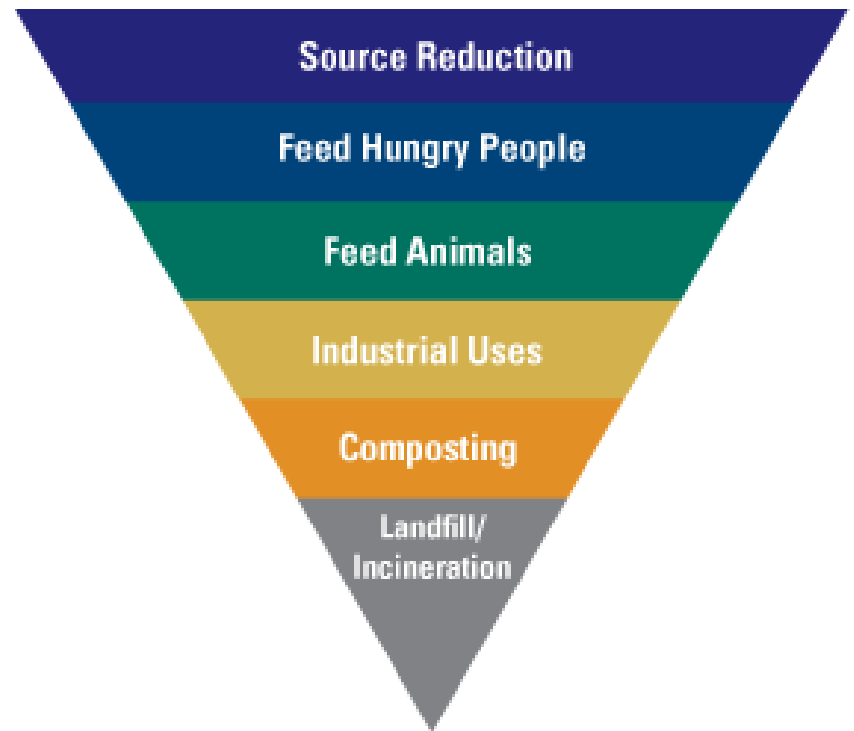 Source Reduction
Feed Hungry People
Feed Animals
Industrial Uses
Composting
Landfill/
Incineration